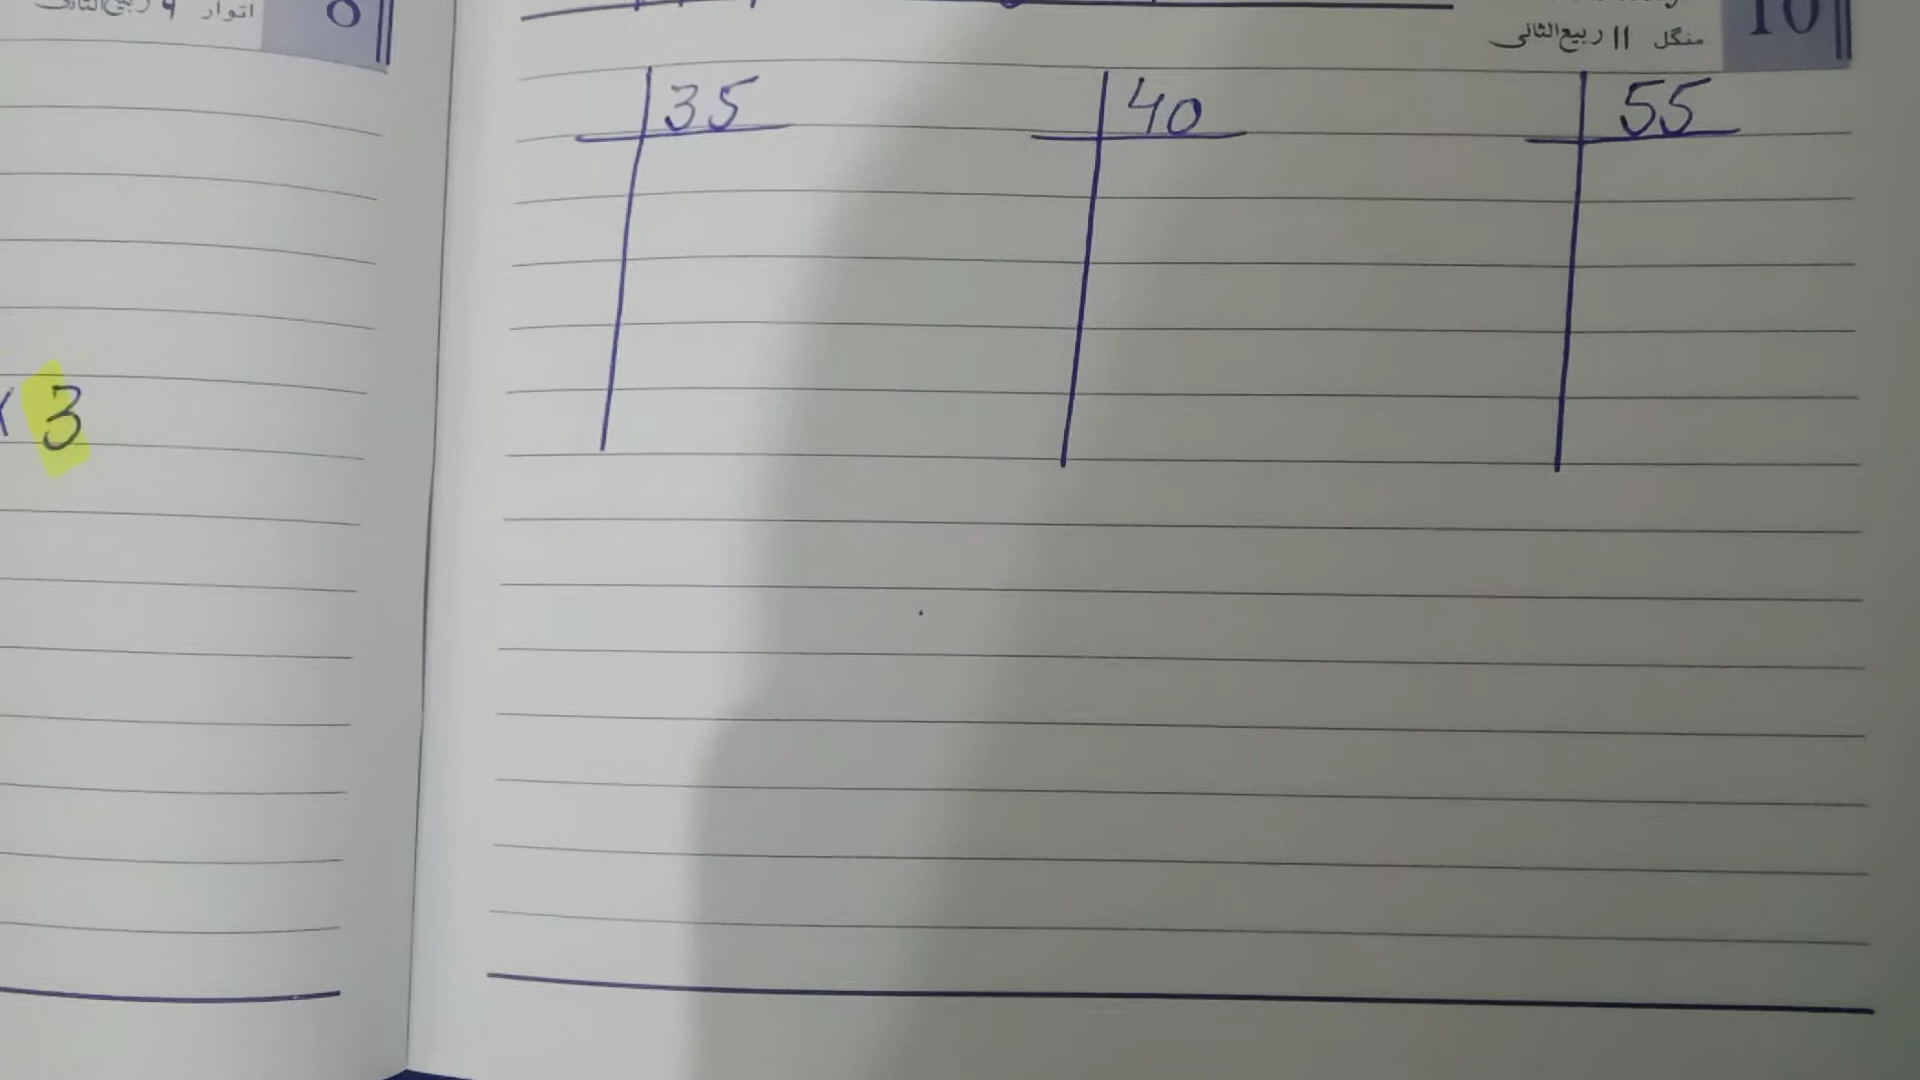 اتوار ۹ ربیع الثانی
× 3
10
منگل ۱۱ ربیع الثانی
35 40 55